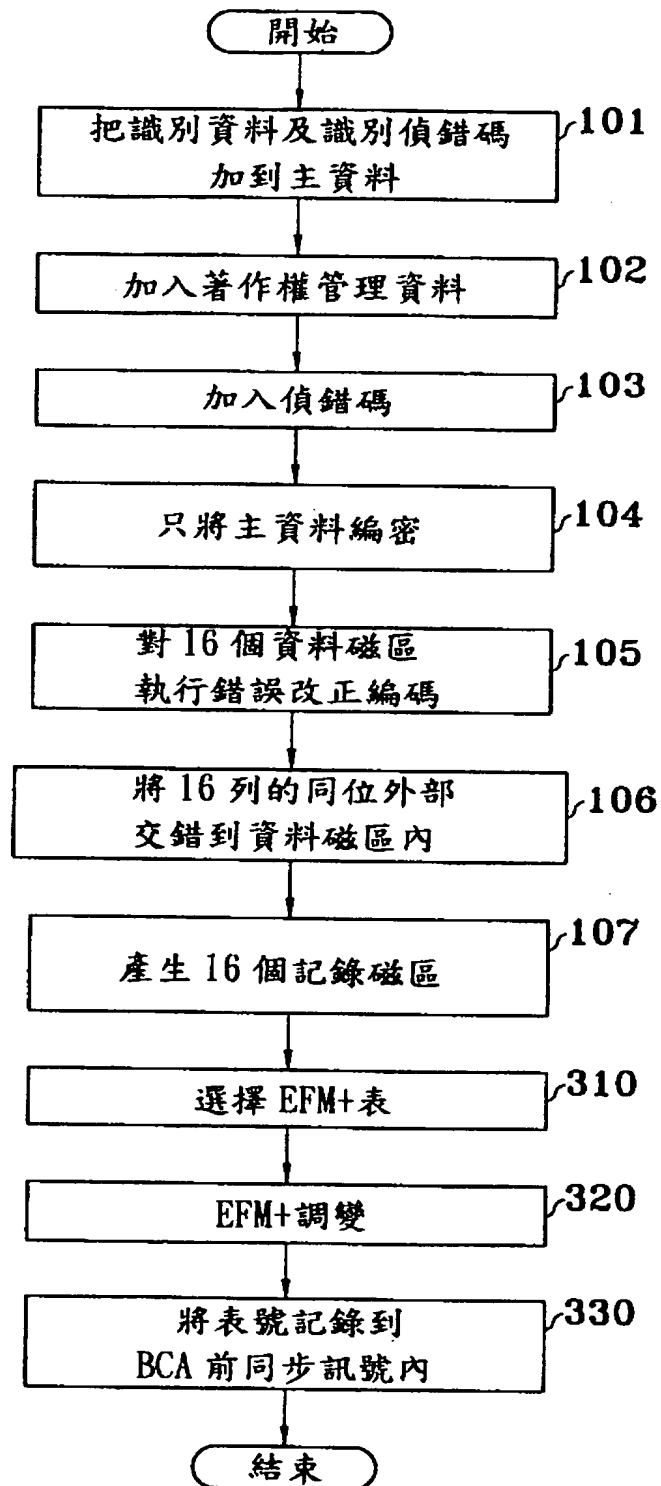 開始
把識別資料及識別偵錯碼
加到主資料
101
加入著作權管理資料
102
加入偵錯碼
103
只將主資料編密
104
對16個資料磁區
執行錯誤改正編碼
105
將16列的同位外部
交錯到資料磁區內
106
產生16個記錄磁區
107
選擇EFM+表
310
EFM+調變
320
將表號記錄到
BCA前同步訊號內
330
結束